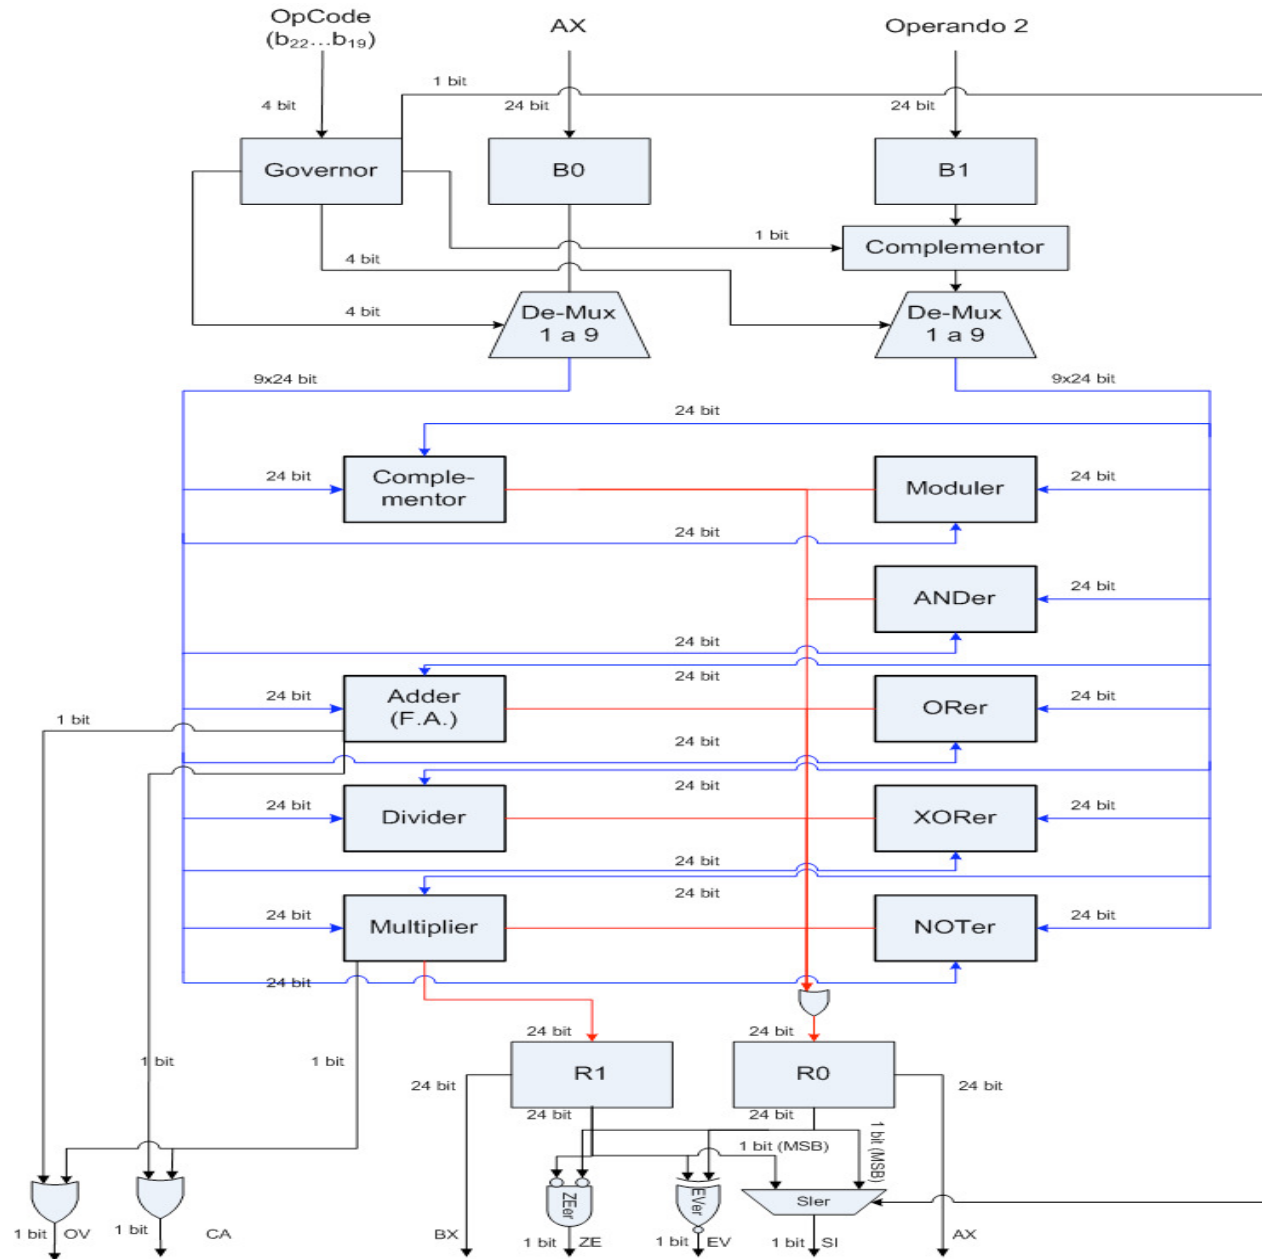 OpCode
(b22...b19)
AX
Operando 2
1 bit
4 bit
24 bit
24 bit
Governor
B0
B1
1 bit
Complementor
4 bit
4 bit
De-Mux
1 a 9
De-Mux
1 a 9
9x24 bit
9x24 bit
24 bit
24 bit
Comple-
mentor
Moduler
24 bit
24 bit
ANDer
24 bit
24 bit
24 bit
24 bit
Adder
(F.A.)
ORer
24 bit
1 bit
24 bit
24 bit
24 bit
Divider
XORer
24 bit
24 bit
24 bit
24 bit
Multiplier
NOTer
24 bit
24 bit
24 bit
24 bit
1 bit
1 bit
R1
R0
24 bit
24 bit
24 bit
24 bit
1 bit (MSB)
1 bit (MSB)
ZEer
EVer
SIer
1 bit
OV
1 bit
CA
BX
1 bit
ZE
1 bit
EV
1 bit
SI
AX